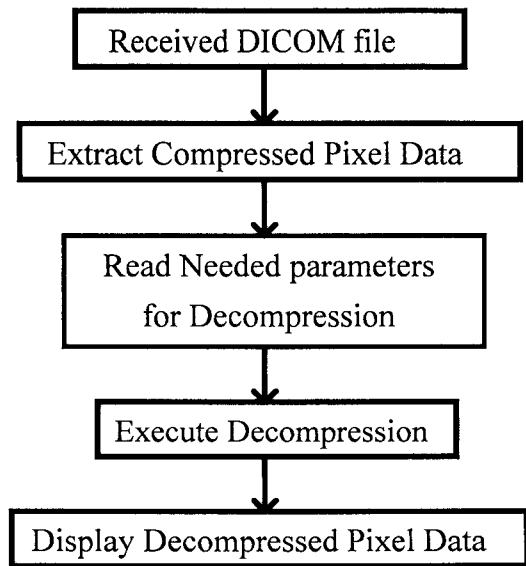 Received DICOM file
Extract Compressed Pixel Data
Read Needed parameters
for Decompression
Execute Decompression
Display Decompressed Pixel Data